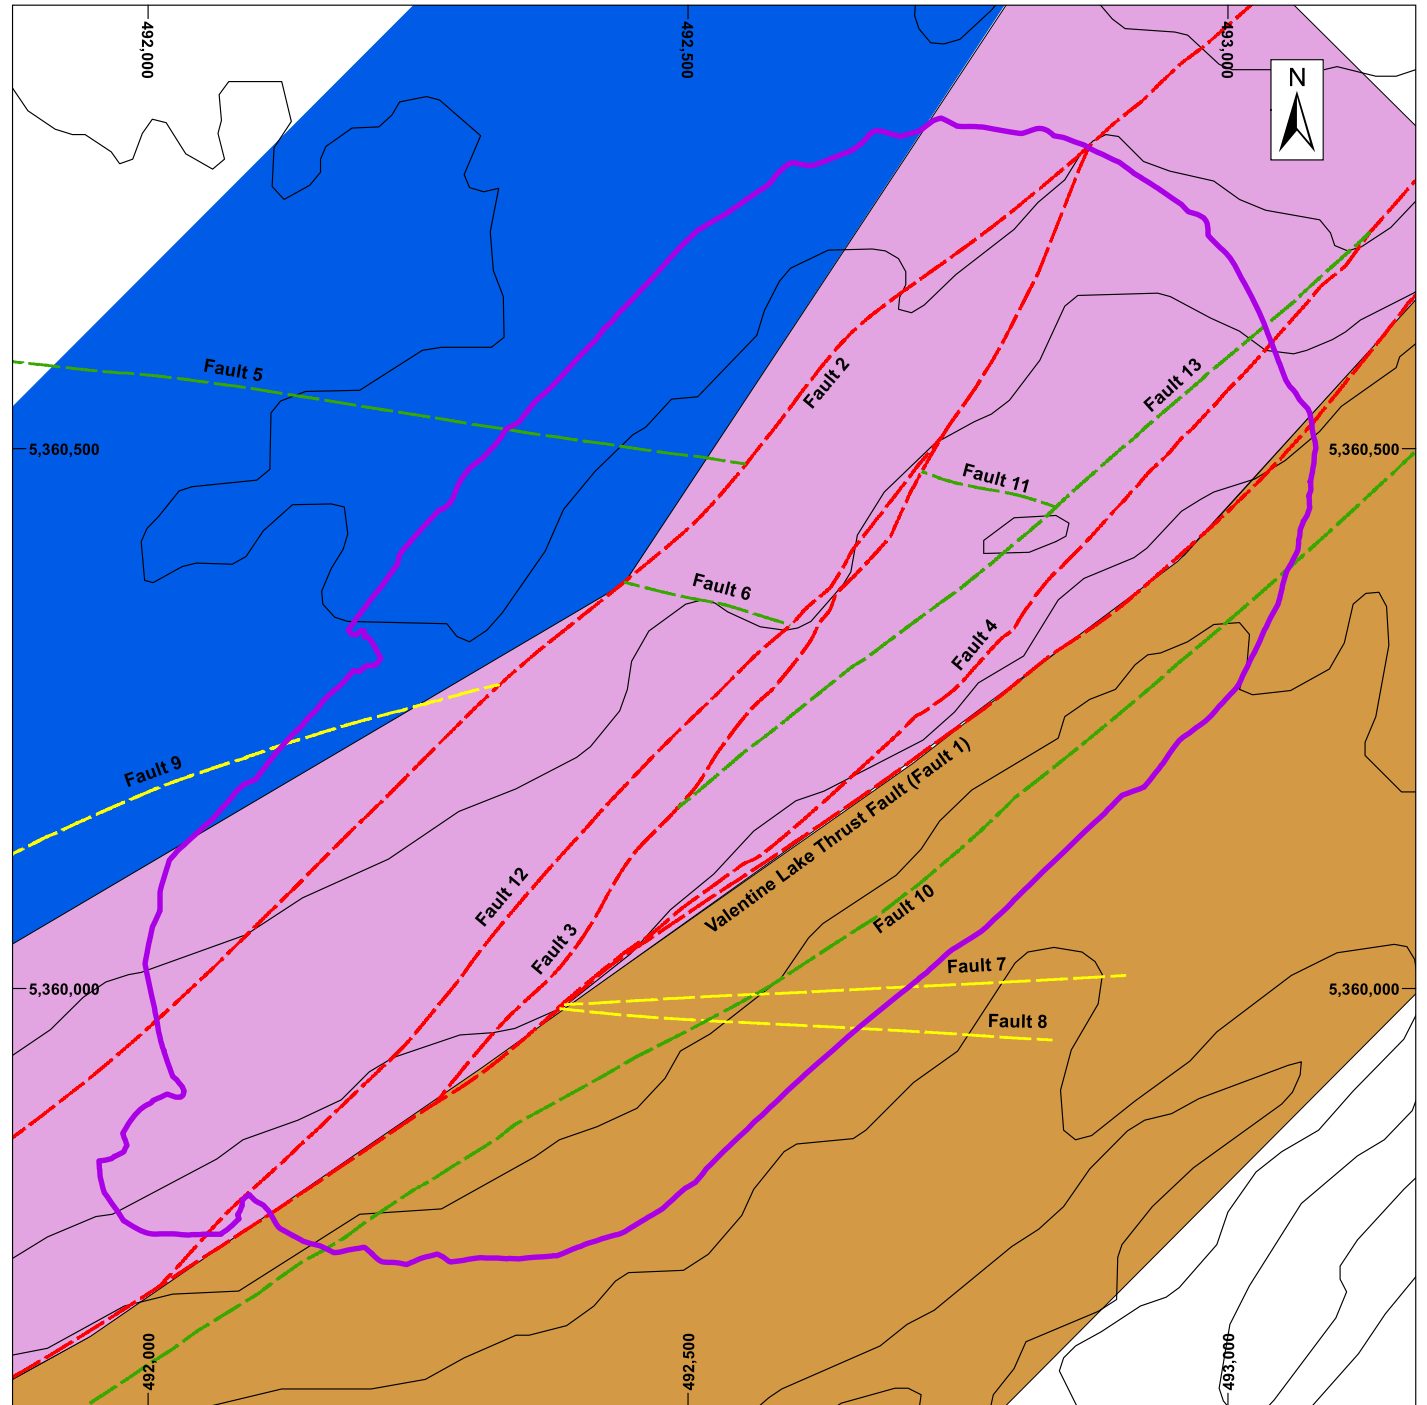 492,000
492,500
493,000
N
Fault 5
Fault 2
Fault 13
5,360,500
5,360,500
Fault 11
Fault 6
Fault 4
Fault 9
Valentine Lake Thrust Fault (Fault 1)
Fault 12
Fault 10
Fault 3
Fault 7
5,360,000
5,360,000
Fault 8
492,000
492,500
493,000